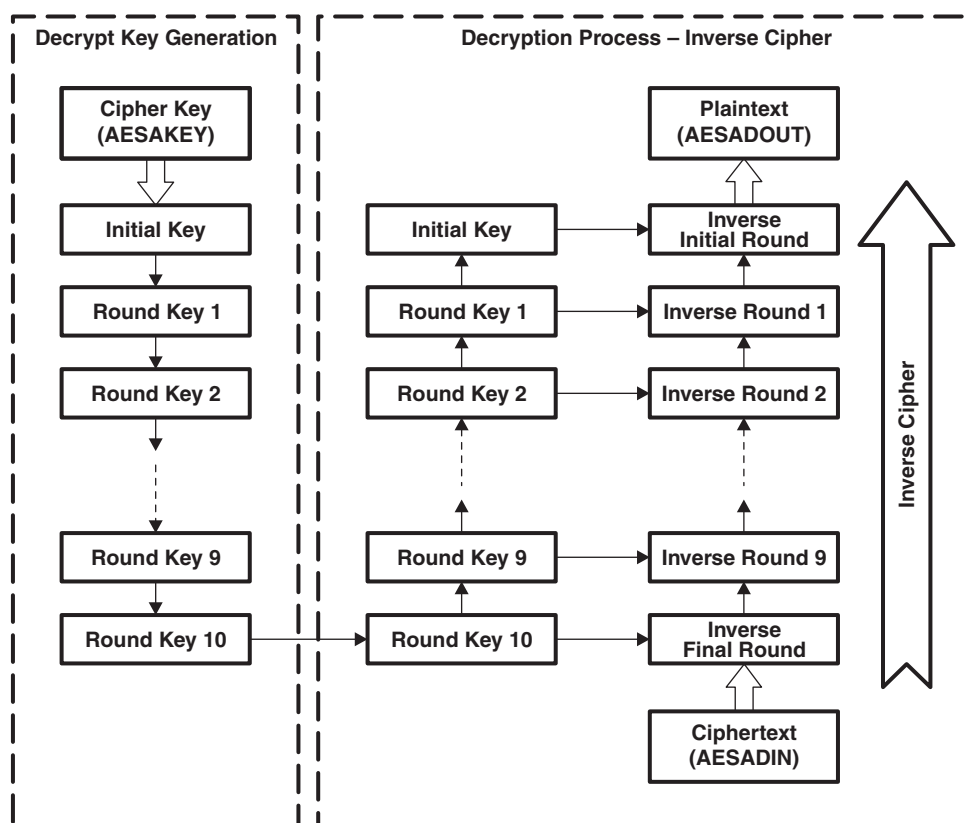 Decrypt Key Generation
Cipher Key
(AESAKEY)
Initial Key
Round Key 1
Round Key 2
Round Key 9
Round Key 10
Decryption Process – Inverse Cipher
Plaintext
(AESADOUT)
Initial Key
Inverse
Initial Round
Round Key 1
Inverse Round 1
Round Key 2
Inverse Round 2
Round Key 9
Inverse Round 9
Round Key 10
Inverse
Final Round
Ciphertext
(AESADIN)
Inverse Cipher